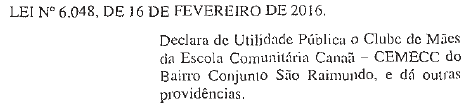 LEI Nº 6.048, DE 16 DE FEVEREIRO DE 2016.
Declara de Utilidade Pública o Clube de Mães
da Escola Comunitária Canaã – CEMECC do
Bairro Conjunto São Raimundo, e dá outras
providências.